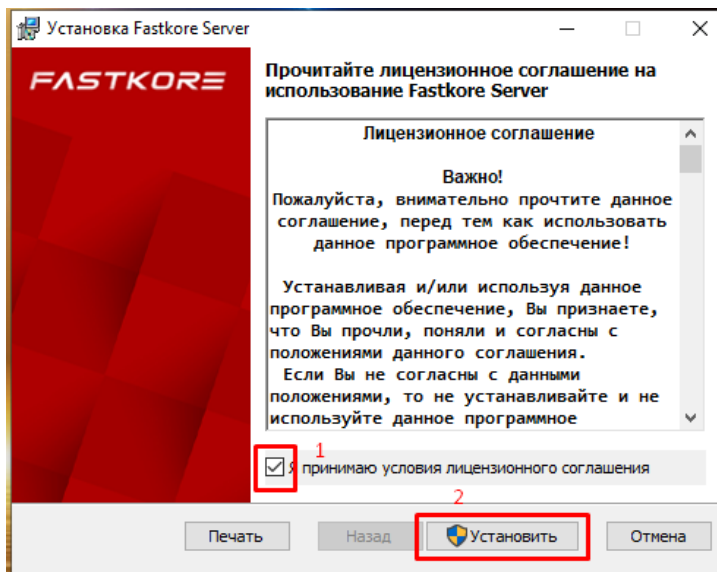 Установка Fastkore Server
FASTKORE
Прочитайте лицензионное соглашение на
использование Fastkore Server
Лицензионное соглашение
Важно!
Пожалуйста, внимательно прочтите данное
соглашение, перед тем как использовать
данное программное обеспечение!
Устанавливая и/или используя данное
программное обеспечение, Вы признаете,
что Вы прочли, поняли и согласны с
положениями данного соглашения.
Если Вы не согласны с данными
положениями, то не устанавливайте и не
используйте данное программное
1
Я принимаю условия лицензионного соглашения
2
Печать
Назад
Установить
Отмена